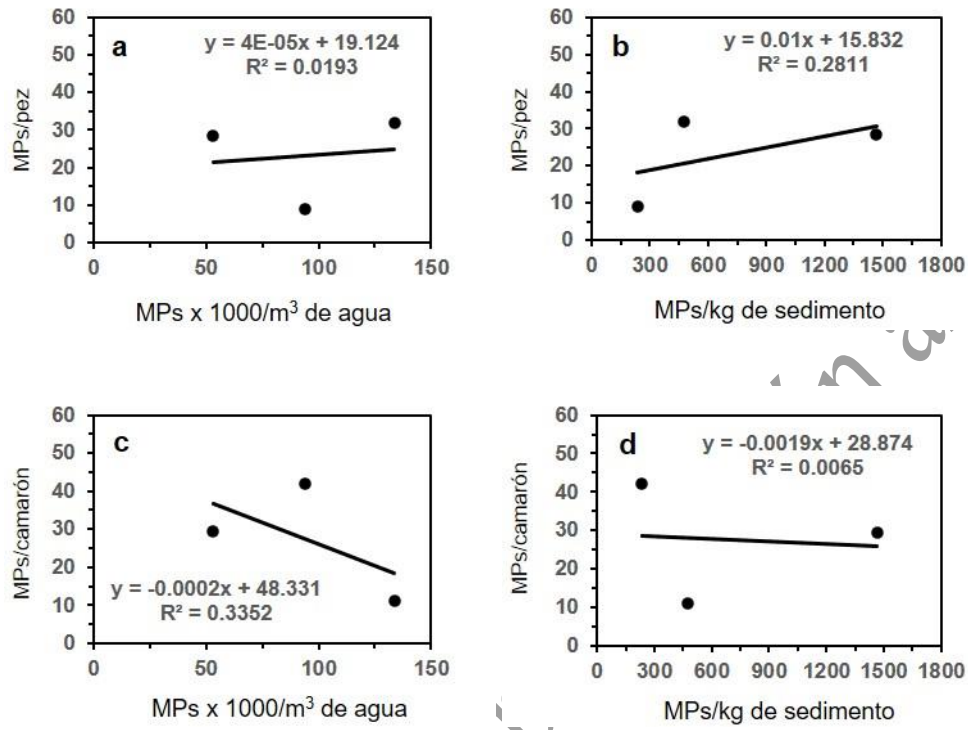 60
50
40
30
20
10
0
MPs/pez
a
y = 4E-05x + 19.124
R² = 0.0193
0 50 100 150
MPs x 1000/m³ de agua
60
50
40
30
20
10
0
MPs/pez
b
y = 0.01x + 15.832
R² = 0.2811
0 300 600 900 1200 1500 1800
MPs/kg de sedimento
60
50
40
30
20
10
0
MPs/camarón
c
y = -0.0002x + 48.331
R² = 0.3352
0 50 100 150
MPs x 1000/m³ de agua
60
50
40
30
20
10
0
MPs/camarón
d
y = -0.0019x + 28.874
R² = 0.0065
0 300 600 900 1200 1500 1800
MPs/kg de sedimento